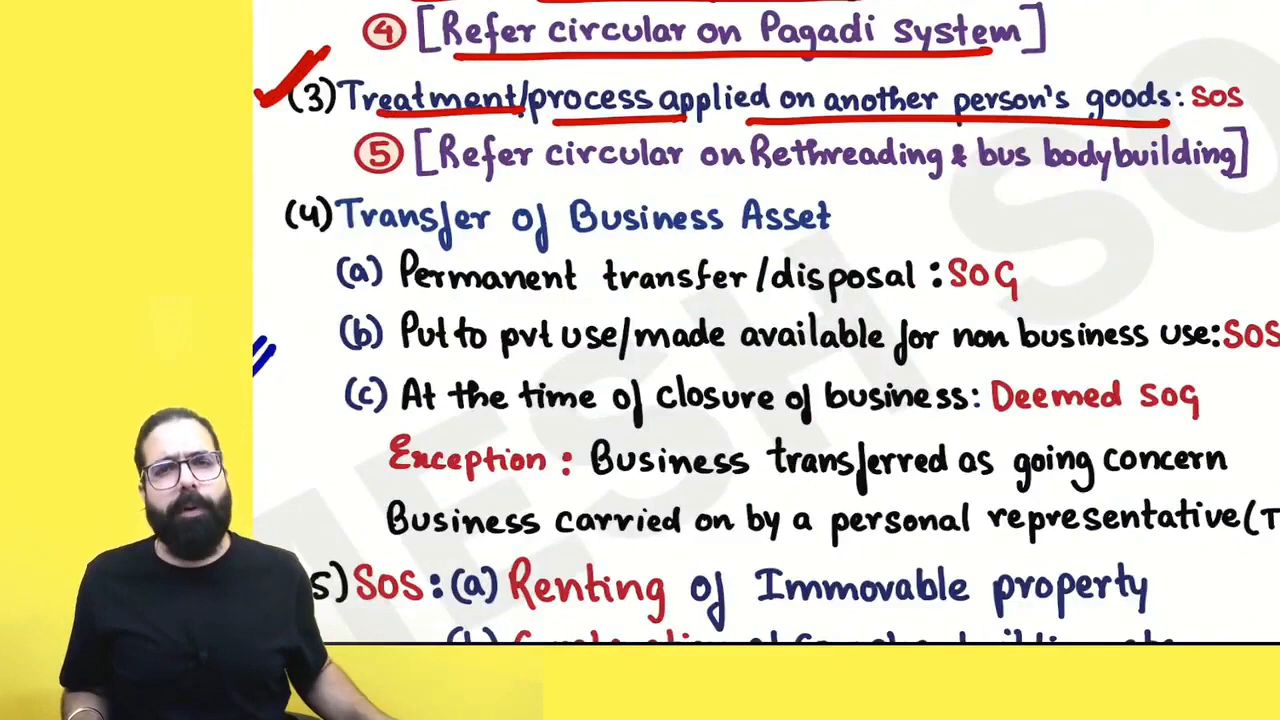 ④ [Refer circular on Pagadi system]
(3) Treatment/process applied on another person's goods: SOS
⑤ [Refer circular on Rethreading & bus bodybuilding]
(4) Transfer of Business Asset
(a) Permanent transfer/disposal: SOG
(b) Put to pvt use/made available for non business use: SOS
(c) At the time of closure of business: Deemed SOG
Exception: Business transferred as going concern
Business carried on by a personal representative (T
5) SOS: (a) Renting of Immovable property